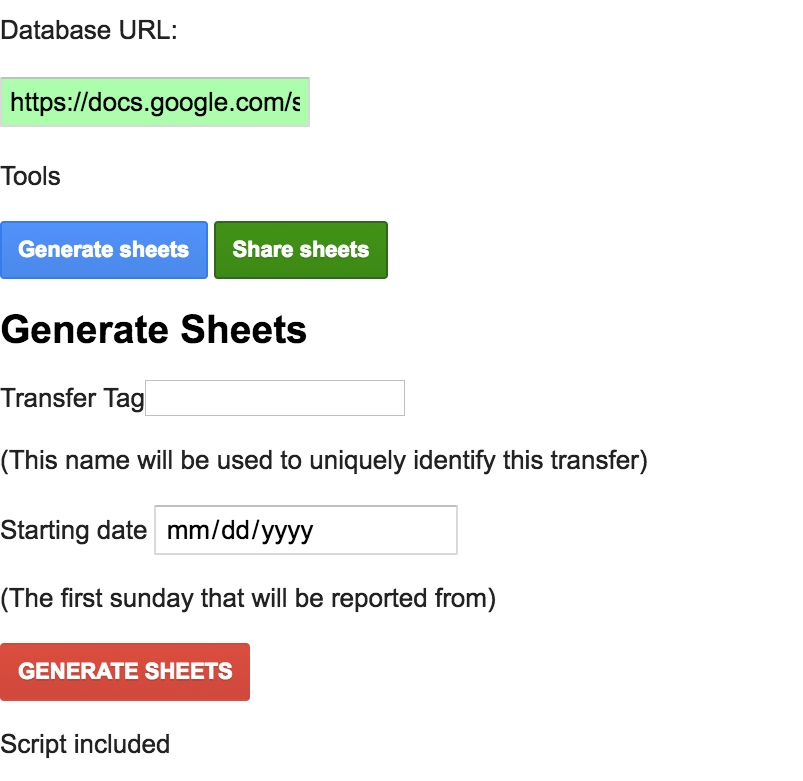 Database URL:
https://docs.google.com/s
Tools
Generate sheets Share sheets
Generate Sheets
Transfer Tag
(This name will be used to uniquely identify this transfer)
Starting date mm/dd/yyyy
(The first sunday that will be reported from)
GENERATE SHEETS
Script included